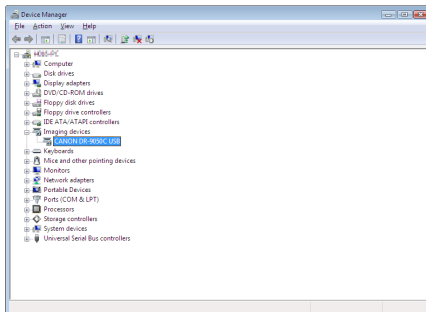 Device Manager
File Action View Help
Computer
Disk drives
Display adapters
DVD/CD-ROM drives
Floppy disk drives
Floppy drive controllers
IDE ATA/ATAPI controllers
Imaging devices
CANON DR-9050C USB
Keyboards
Mice and other pointing devices
Monitors
Network adapters
Portable Devices
Ports (COM & LPT)
Processors
Storage controllers
System devices
Universal Serial Bus controllers